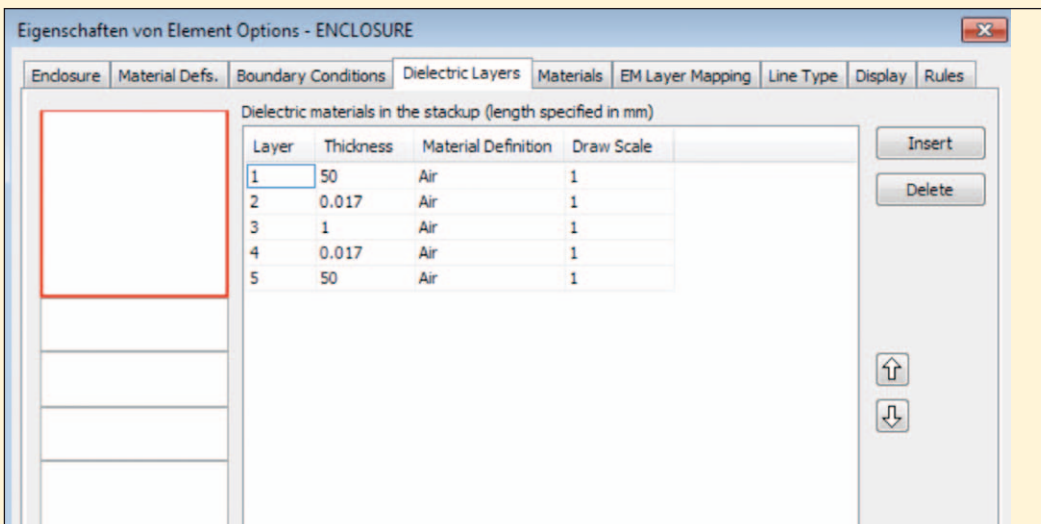 Eigenschaften von Element Options - ENCLOSURE
Enclosure Material Defs. Boundary Conditions Dielectric Layers Materials EM Layer Mapping Line Type Display Rules
Dielectric materials in the stackup (length specified in mm)
Layer Thickness Material Definition Draw Scale
1 50 Air 1
2 0.017 Air 1
3 1 Air 1
4 0.017 Air 1
5 50 Air 1
Insert
Delete